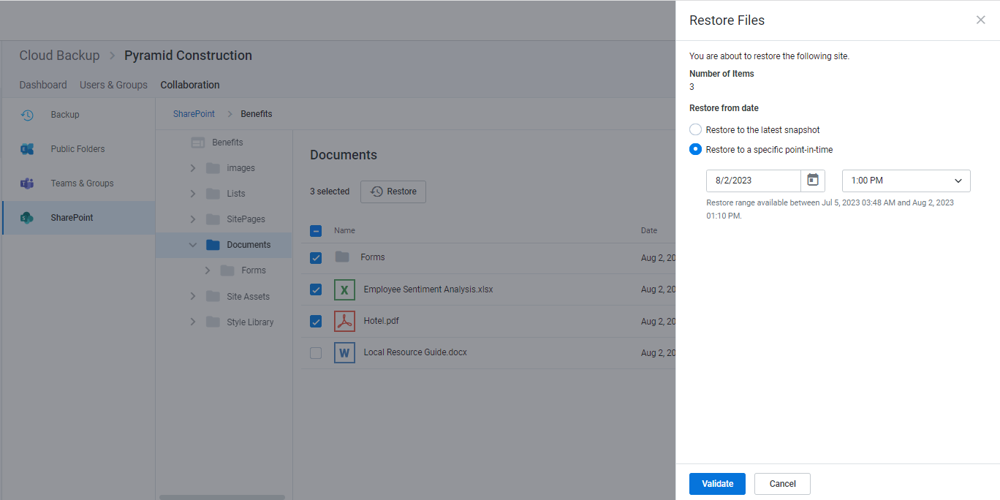 Cloud Backup > Pyramid Construction
Dashboard Users & Groups Collaboration
Backup
Public Folders
Teams & Groups
SharePoint
SharePoint > Benefits
Benefits
images
Lists
SitePages
Documents
Forms
Site Assets
Style Library
Documents
3 selected Restore
Name Date
Forms Aug 2, 20
Employee Sentiment Analysis.xlsx Aug 2, 20
Hotel.pdf Aug 2, 20
Local Resource Guide.docx Aug 2, 20
Restore Files
You are about to restore the following site.
Number of Items
3
Restore from date
Restore to the latest snapshot
Restore to a specific point-in-time
8/2/2023 1:00 PM
Restore range available between Jul 5, 2023 03:48 AM and Aug 2, 2023
01:10 PM.
Validate Cancel